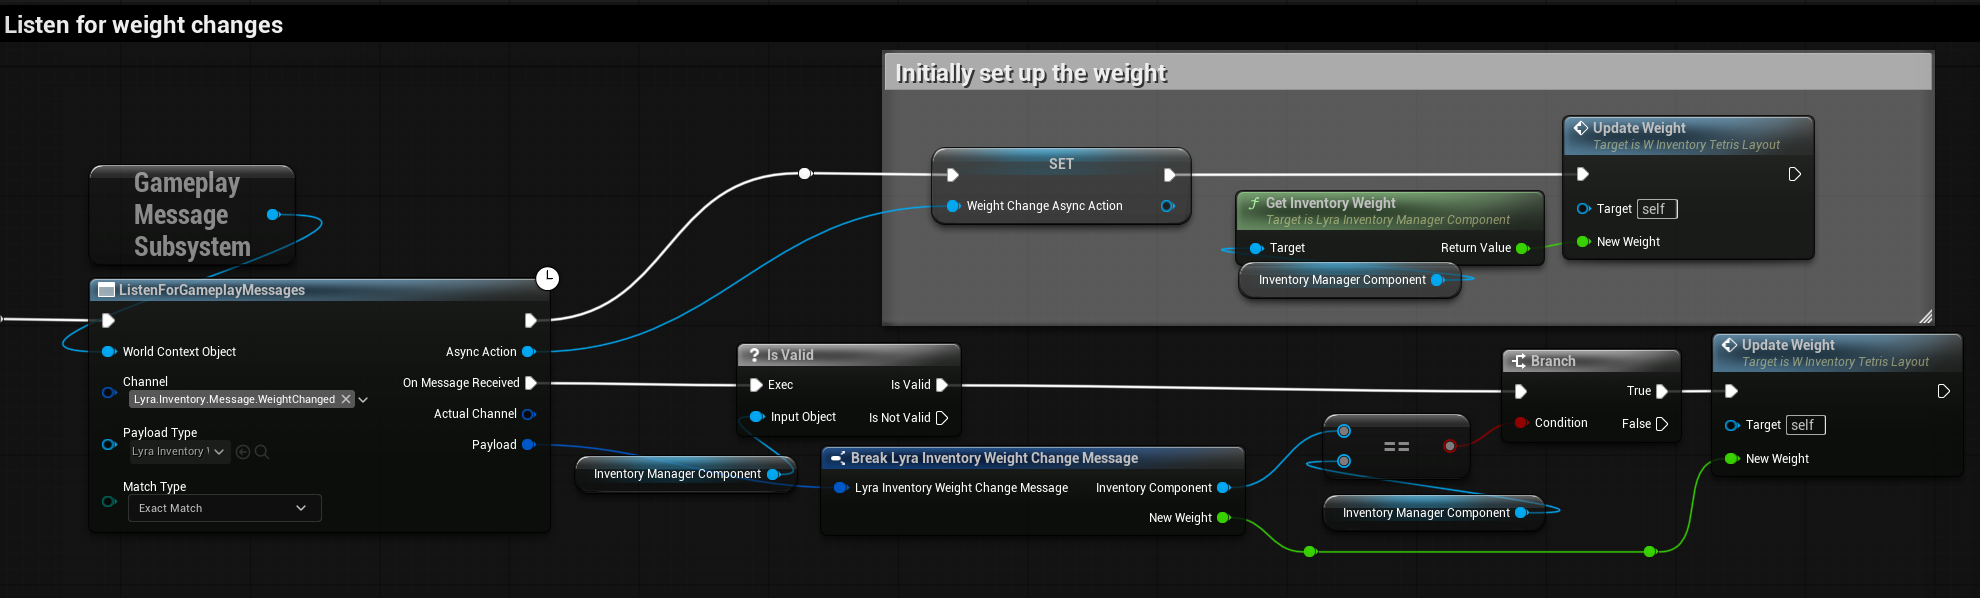 Listen for weight changes
Initially set up the weight
Gameplay
Message
Subsystem
SET
Weight Change Async Action
Update Weight
Target is W Inventory Tetris Layout
Target self
New Weight
Get Inventory Weight
Target is Lyra Inventory Manager Component
Target Return Value
Inventory Manager Component
ListenForGameplayMessages
World Context Object Async Action
Channel On Message Received
Lyra.Inventory.Message.WeightChanged
Actual Channel
Payload Type Payload
Lyra Inventory
Match Type
Exact Match
? Is Valid
Exec Is Valid
Input Object Is Not Valid
Inventory Manager Component
Break Lyra Inventory Weight Change Message
Lyra Inventory Weight Change Message Inventory Component
New Weight
==
Inventory Manager Component
Branch
True
Condition False
Update Weight
Target is W Inventory Tetris Layout
Target self
New Weight